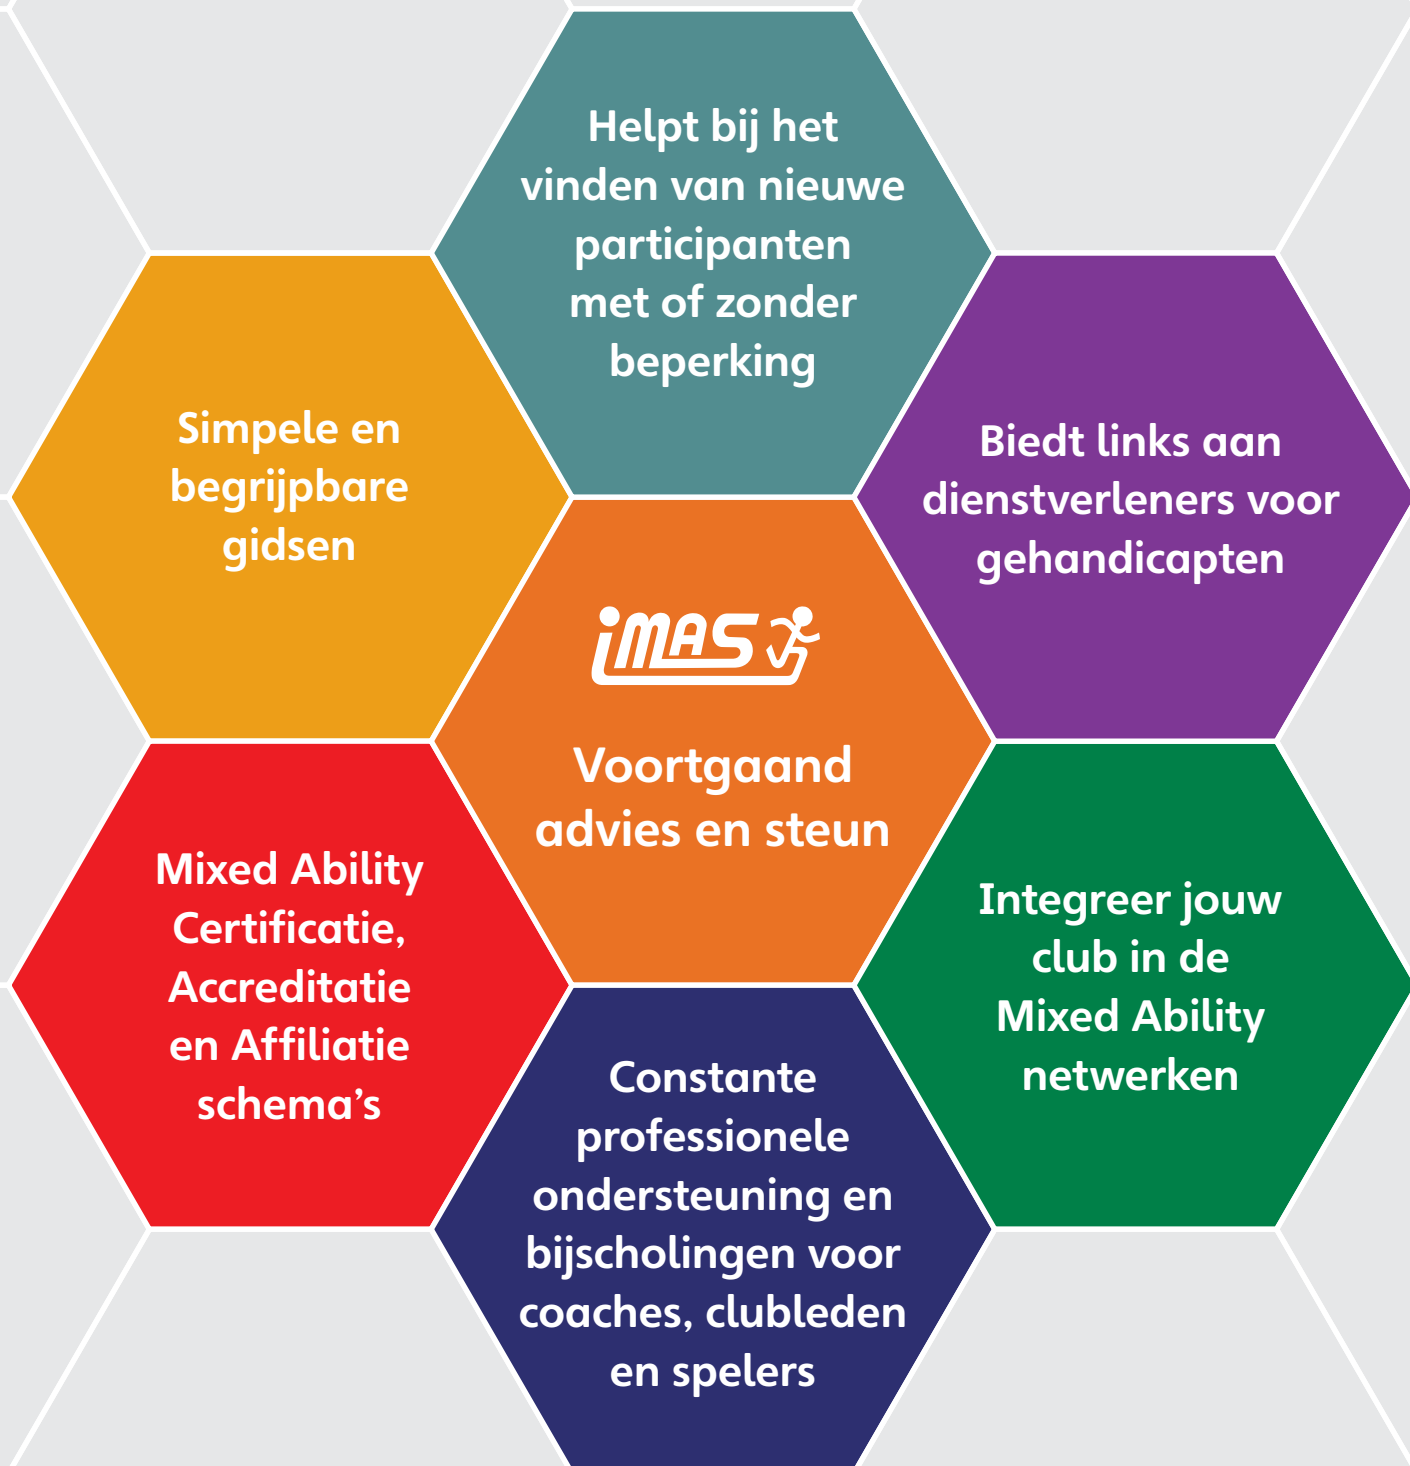 Helpt bij het
vinden van nieuwe
participanten
met of zonder
beperking
Simpele en
begrijpbare
gidsen
Biedt links aan
dienstverleners voor
gehandicapten
iMAS
Voortgaand
advies en steun
Mixed Ability
Certificatie,
Accreditatie
en Affiliatie
schema’s
Integreer jouw
club in de
Mixed Ability
netwerken
Constante
professionele
ondersteuning en
bijscholingen voor
coaches, clubleden
en spelers